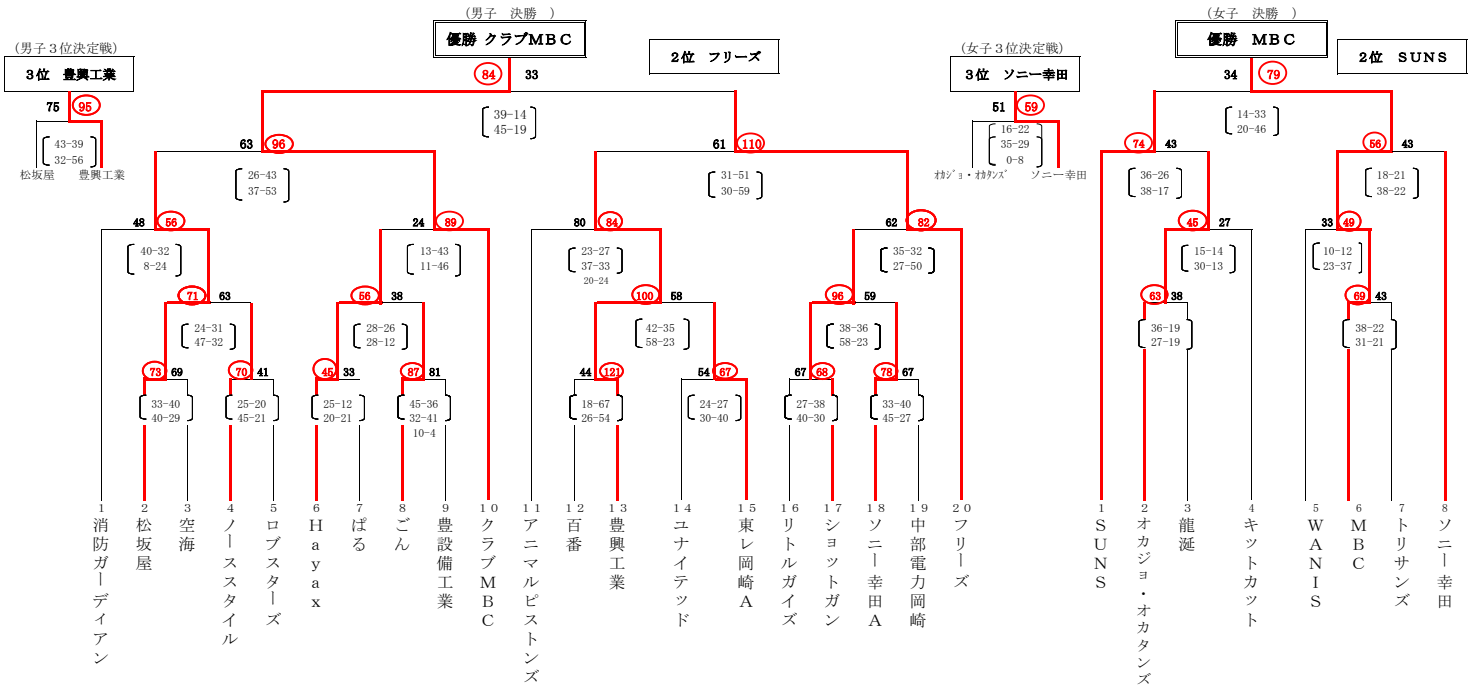 (男子　決勝　)
優勝 クラブMBC
2位　フリーズ
(男子3位決定戦)
3位　豊興工業
75 95
43-39
32-56
松坂屋 豊興工業
84 33
39-14
45-19
63 96
26-43
37-53
61 110
31-51
30-59
48 56
40-32
8-24
24 89
13-43
11-46
80 84
23-27
37-33
20-24
62 82
35-32
27-50
71 63
24-31
47-32
56 38
28-26
28-12
100 58
42-35
58-23
96 59
38-36
58-23
73 69
33-40
40-29
70 41
25-20
45-21
45 33
25-12
20-21
87 81
45-36
32-41
10-4
44 121
18-67
26-54
54 67
24-27
30-40
67 68
27-38
40-30
78 67
33-40
45-27
1 消防ガーディアン
2 松坂屋
3 空海
4 ノーススタイル
5 ロブスターズ
6 Hayax
7 ぱる
8 ごん
9 豊設備工業
10 クラブMBC
11 アニマルピストンズ
12 百番
13 豊興工業
14 ユナイテッド
15 東レ岡崎A
16 リトルガイズ
17 ショットガン
18 ソニー幸田A
19 中部電力岡崎
20 フリーズ
(女子　決勝　)
優勝　MBC
2位　SUNS
(女子3位決定戦)
3位　ソニー幸田
51 59
16-22
35-29
0-8
オカジョ・オカタンズ ソニー幸田
34 79
14-33
20-46
74 43
36-26
38-17
56 43
18-21
38-22
45 27
15-14
30-13
33 49
10-12
23-37
63 38
36-19
27-19
69 43
38-22
31-21
1 SUNS
2 オカジョ・オカタンズ
3 龍涎
4 キットカット
5 WANIS
6 MBC
7 トリサンズ
8 ソニー幸田